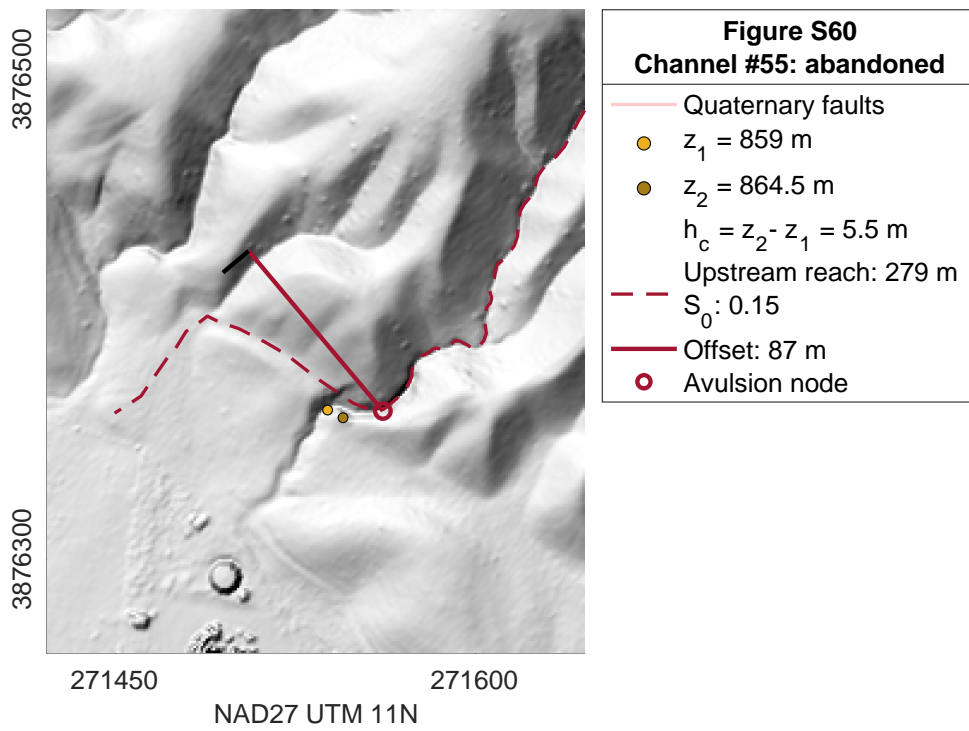 3876500
3876300
271450
271600
NAD27 UTM 11N
Figure S60
Channel #55: abandoned
Quaternary faults
z1 = 859 m
z2 = 864.5 m
hc = z2- z1 = 5.5 m
Upstream reach: 279 m
S0: 0.15
Offset: 87 m
Avulsion node